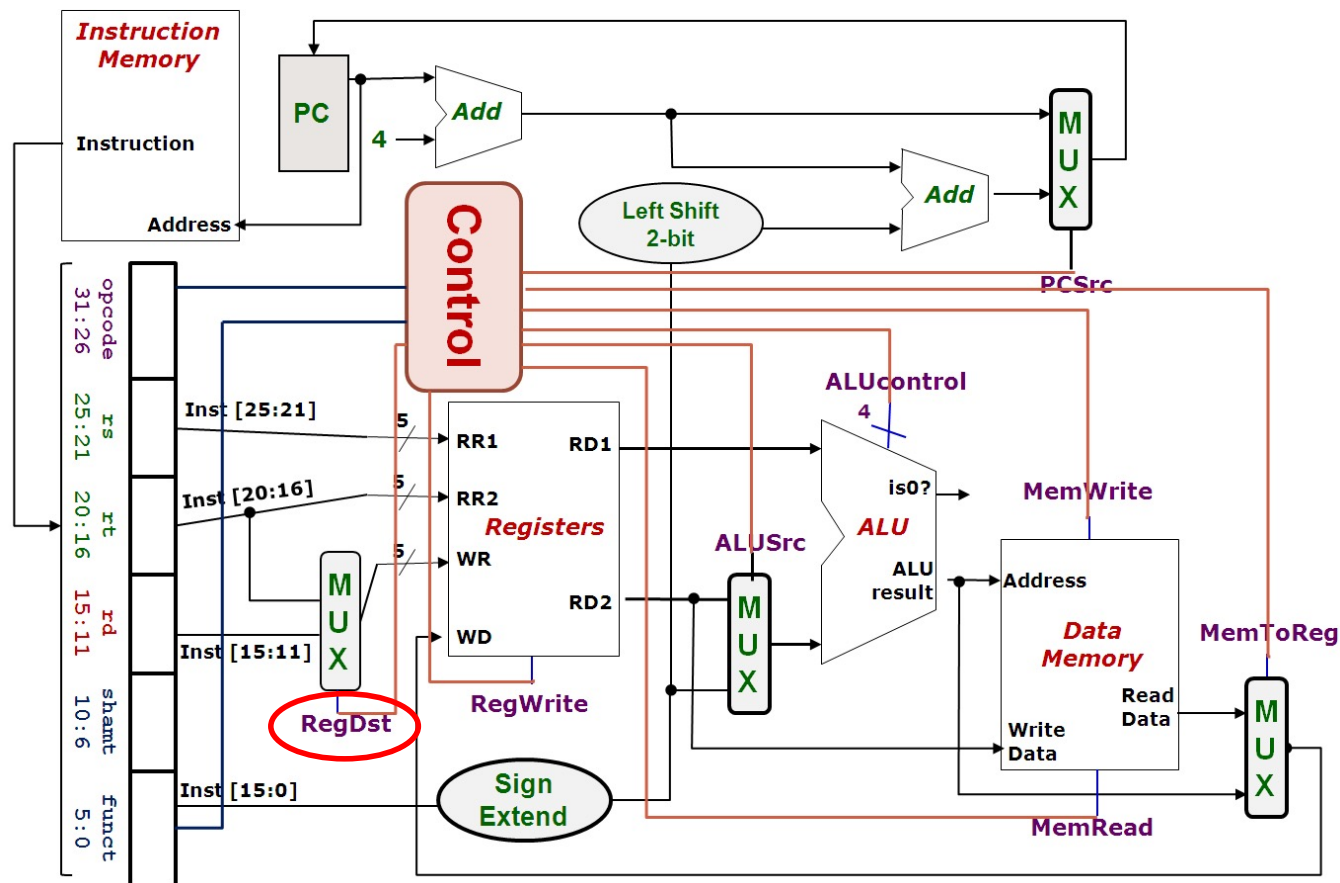 Instruction
Memory
Instruction
Address
PC
4
Add
Add
M
U
X
Left Shift
2-bit
Control
PCSrc
opcode
31:26
rs
25:21
rt
20:16
rd
15:11
shamt
10:6
funct
5:0
Inst [25:21]
5
Inst [20:16]
5
5
M
U
X
Inst [15:11]
RegDst
Inst [15:0]
RR1
RR2
WR
WD
Registers
RD1
RD2
RegWrite
Sign
Extend
ALUSrc
M
U
X
ALUcontrol
4
is0?
ALU
ALU
result
MemWrite
Address
Data
Memory
Read
Data
Write
Data
MemRead
MemToReg
M
U
X